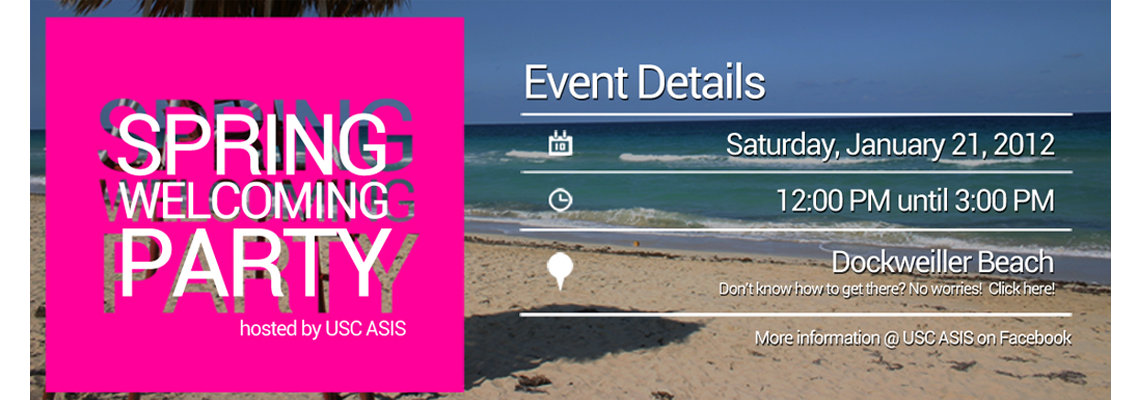 SPRING
WELCOMING
PARTY
hosted by USC ASIS
Event Details
10
Saturday, January 21, 2012
12:00 PM until 3:00 PM
Dockweiller Beach
Don't know how to get there? No worries! Click here!
More information @ USC ASIS on Facebook